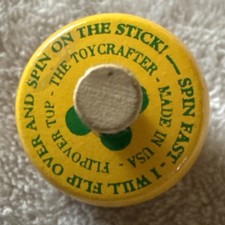 SPIN FAST - I WILL FLIP OVER AND SPIN ON THE STICK! —
FLIPOVER TOP - THE TOYCRAFTER - MADE IN USA -